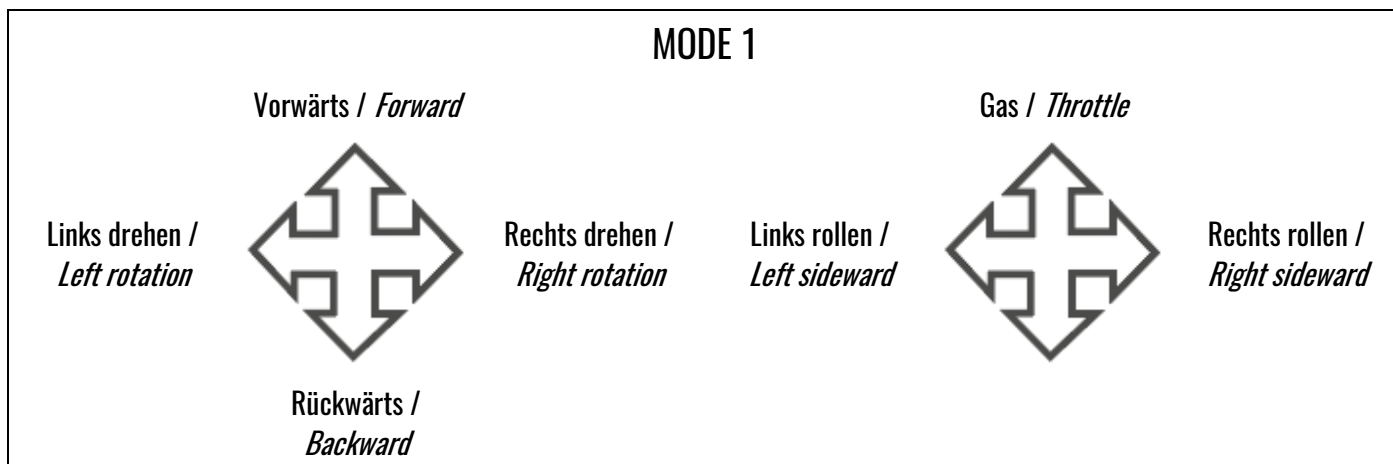 MODE 1
Vorwärts / Forward
Gas / Throttle
Links drehen /
Left rotation
Rechts drehen /
Right rotation
Links rollen /
Left sideward
Rechts rollen /
Right sideward
Rückwärts /
Backward